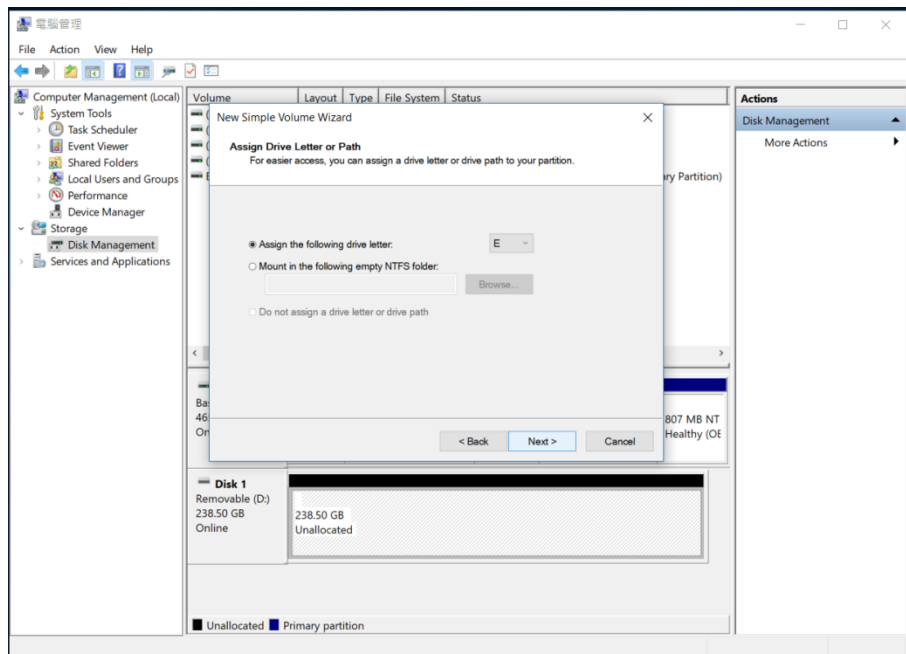 電腦管理
File Action View Help
Computer Management (Local)
System Tools
Task Scheduler
Event Viewer
Shared Folders
Local Users and Groups
Performance
Device Manager
Storage
Disk Management
Services and Applications
Volume Layout Type File System Status
ry Partition)
New Simple Volume Wizard
Assign Drive Letter or Path
For easier access, you can assign a drive letter or drive path to your partition.
Assign the following drive letter: E
Mount in the following empty NTFS folder:
Browse...
Do not assign a drive letter or drive path
< Back Next > Cancel
Ba
46
On
807 MB NT
Healthy (OE
Disk 1
Removable (D:)
238.50 GB
Online
238.50 GB
Unallocated
Unallocated Primary partition
Actions
Disk Management
More Actions